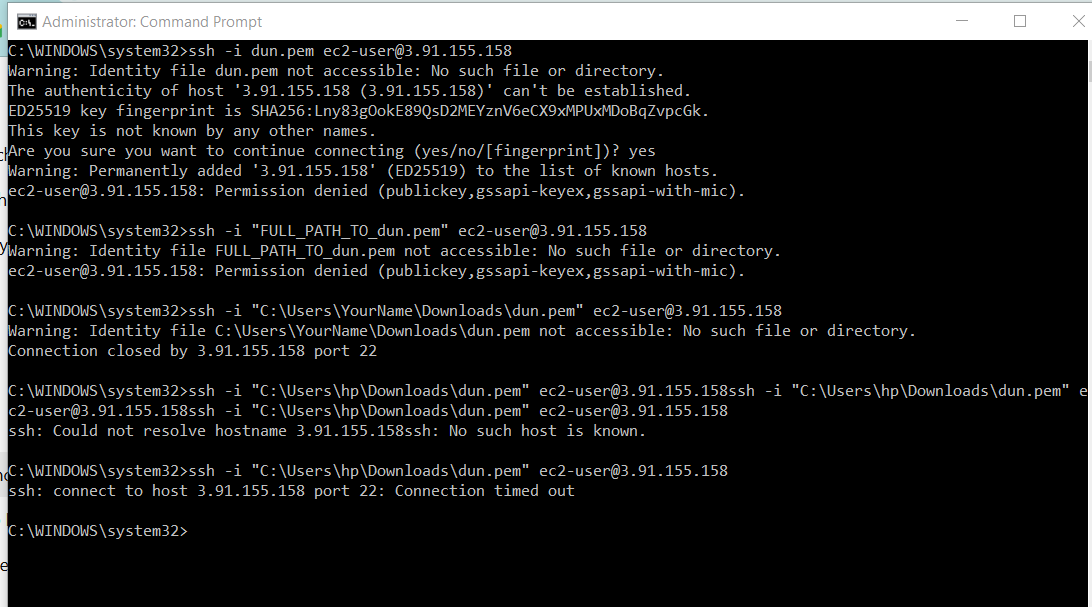 Administrator: Command Prompt
C:\WINDOWS\system32>ssh -i dun.pem ec2-user@3.91.155.158
Warning: Identity file dun.pem not accessible: No such file or directory.
The authenticity of host '3.91.155.158 (3.91.155.158)' can't be established.
ED25519 key fingerprint is SHA256:Lny83gOokE89QsD2MEYznV6eCX9xMPUxMDoBqZvpcGk.
This key is not known by any other names.
Are you sure you want to continue connecting (yes/no/[fingerprint])? yes
Warning: Permanently added '3.91.155.158' (ED25519) to the list of known hosts.
ec2-user@3.91.155.158: Permission denied (publickey,gssapi-keyex,gssapi-with-mic).
C:\WINDOWS\system32>ssh -i "FULL_PATH_TO_dun.pem" ec2-user@3.91.155.158
Warning: Identity file FULL_PATH_TO_dun.pem not accessible: No such file or directory.
ec2-user@3.91.155.158: Permission denied (publickey,gssapi-keyex,gssapi-with-mic).
C:\WINDOWS\system32>ssh -i "C:\Users\YourName\Downloads\dun.pem" ec2-user@3.91.155.158
Warning: Identity file C:\Users\YourName\Downloads\dun.pem not accessible: No such file or directory.
Connection closed by 3.91.155.158 port 22
C:\WINDOWS\system32>ssh -i "C:\Users\hp\Downloads\dun.pem" ec2-user@3.91.155.158ssh -i "C:\Users\hp\Downloads\dun.pem" e
c2-user@3.91.155.158ssh -i "C:\Users\hp\Downloads\dun.pem" ec2-user@3.91.155.158
ssh: Could not resolve hostname 3.91.155.158ssh: No such host is known.
C:\WINDOWS\system32>ssh -i "C:\Users\hp\Downloads\dun.pem" ec2-user@3.91.155.158
ssh: connect to host 3.91.155.158 port 22: Connection timed out
C:\WINDOWS\system32>